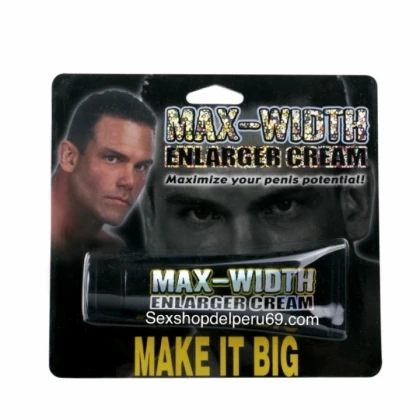 MAX-WIDTH
ENLARGER CREAM
Maximize your penis potential!
MAX-WIDTH
ENLARGER CREAM
Sexshopdelperu69.com
MAKE IT BIG